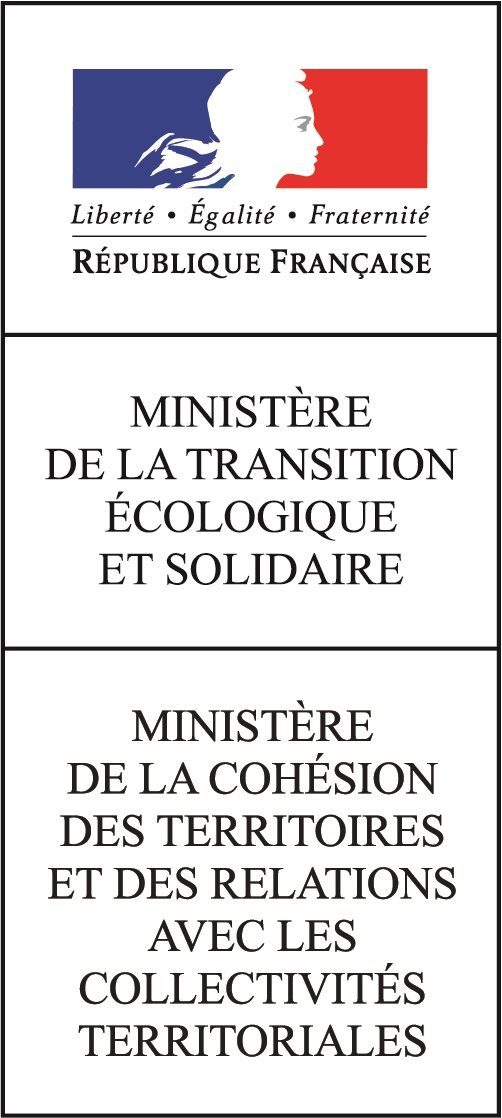 Liberté • Égalité • Fraternité
RÉPUBLIQUE FRANÇAISE
MINISTÈRE
DE LA TRANSITION
ÉCOLOGIQUE
ET SOLIDAIRE
MINISTÈRE
DE LA COHÉSION
DES TERRITOIRES
ET DES RELATIONS
AVEC LES
COLLECTIVITÉS
TERRITORIALES